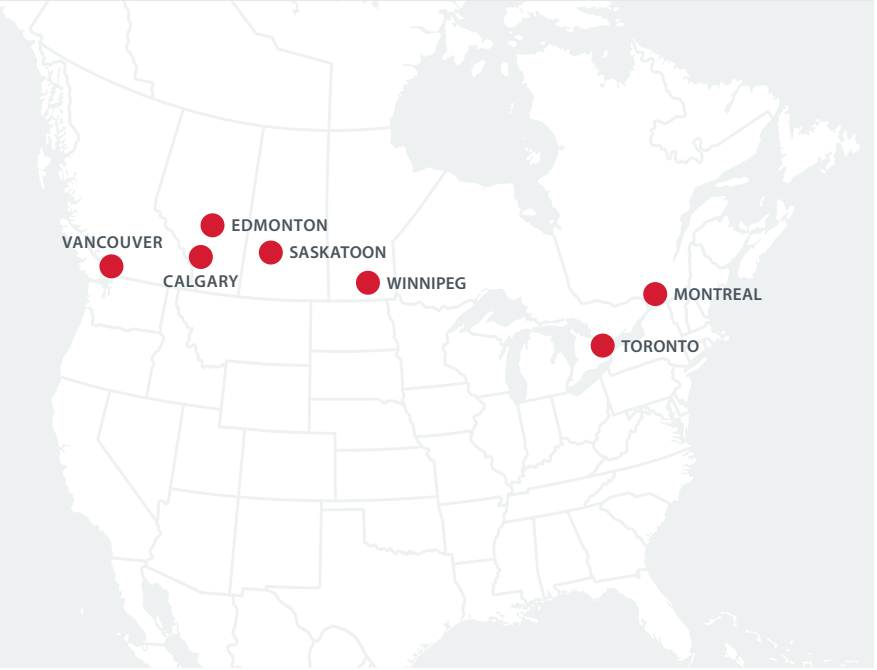 EDMONTON
VANCOUVER
SASKATOON
CALGARY
WINNIPEG
MONTREAL
TORONTO